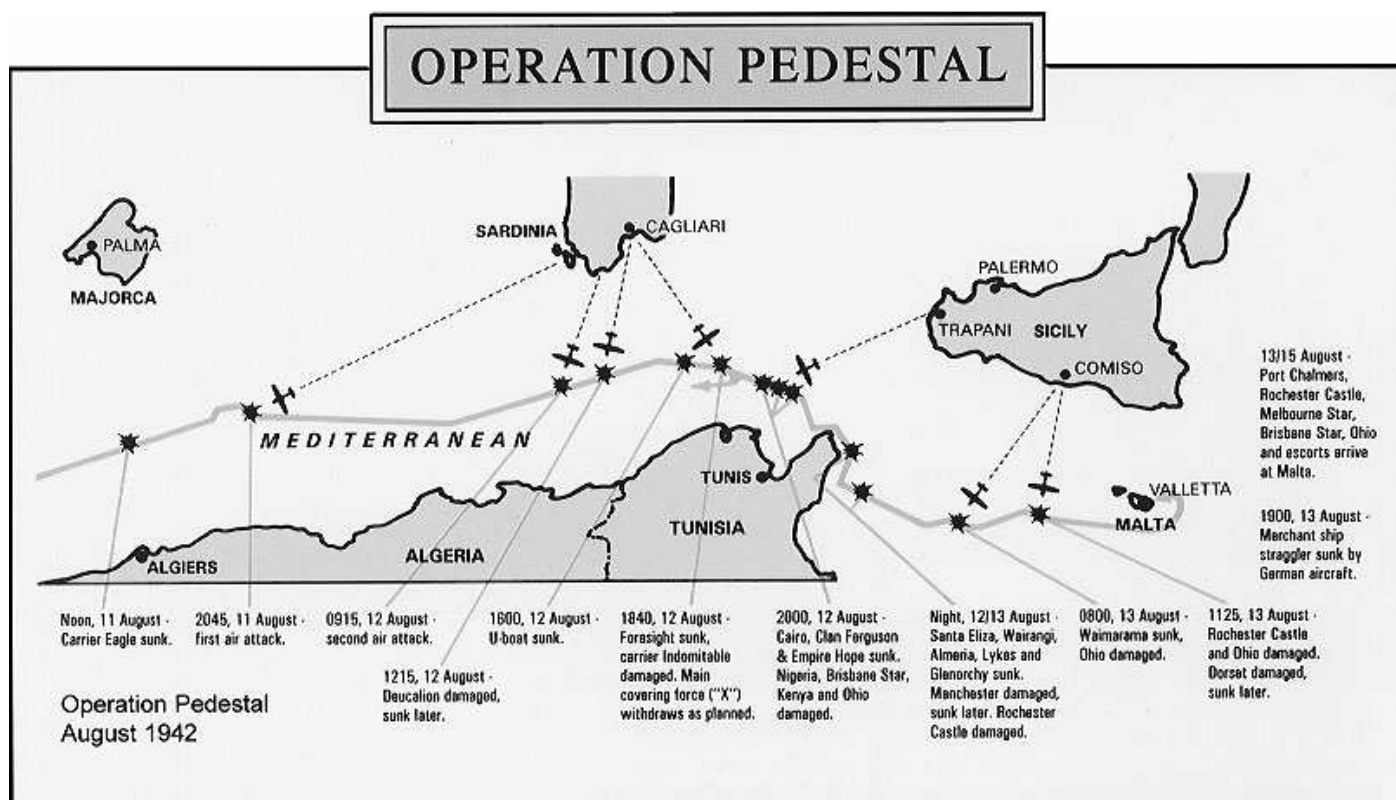 OPERATION PEDESTAL
PALMA
MAJORCA
SARDINIA
CAGLIARI
PALERMO
TRAPANI
SICILY
COMISO
MEDITERRANEAN
TUNIS
VALLETTA
MALTA
TUNISIA
ALGERIA
ALGIERS
13/15 August -
Port Chalmers,
Rochester Castle,
Melbourne Star,
Brisbane Star, Ohio
and escorts arrive
at Malta.
1900, 13 August -
Merchant ship
straggler sunk by
German aircraft.
Noon, 11 August -
Carrier Eagle sunk.
2045, 11 August -
first air attack.
0915, 12 August -
second air attack.
1215, 12 August -
Deucalion damaged,
sunk later.
1600, 12 August -
U-boat sunk.
1840, 12 August -
Foresight sunk,
carrier Indomitable
damaged. Main
covering force ("X")
withdraws as planned.
2000, 12 August -
Cairo, Clan Ferguson
& Empire Hope sunk.
Nigeria, Brisbane Star,
Kenya and Ohio
damaged.
Night, 12/13 August -
Santa Eliza, Wairangi,
Almeria, Lykes and
Glenorchy sunk.
Manchester damaged,
sunk later. Rochester
Castle damaged.
0800, 13 August -
Waimarama sunk,
Ohio damaged.
1125, 13 August -
Rochester Castle
and Ohio damaged.
Dorset damaged,
sunk later.
Operation Pedestal
August 1942